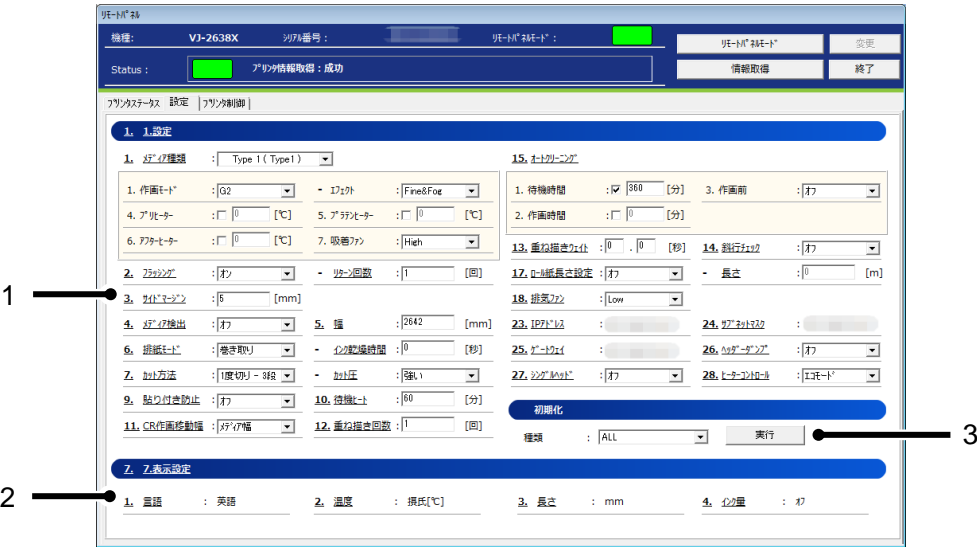 ﾘﾓｰﾄﾊﾟﾈﾙ
機種: VJ-2638X ｼﾘｱﾙ番号 : ﾘﾓｰﾄﾊﾟﾈﾙﾓｰﾄﾞ : ﾘﾓｰﾄﾊﾟﾈﾙﾓｰﾄﾞ 変更
Status : ﾌﾟﾘﾝﾀ情報取得 : 成功 情報取得 終了
ﾌﾟﾘﾝﾀｽﾃｰﾀｽ 設定 ﾌﾟﾘﾝﾀ制御
1. 1.設定
1. ﾒﾃﾞｨｱ種類 : Type 1 ( Type1 ) 15. ｵｰﾄｸﾘｰﾆﾝｸﾞ
1. 作画ﾓｰﾄﾞ : G2 - ｴﾌｪｸﾄ : Fine&Fog 1. 待機時間 : 360 [分] 3. 作画前 : ｵﾌ
4. ﾌﾟﾘﾋｰﾀｰ : 0 [℃] 5. ﾌﾟﾗﾃﾝﾋｰﾀｰ : 0 [℃] 2. 作画時間 : 0 [分]
6. ｱﾌﾀｰﾋｰﾀｰ : 0 [℃] 7. 吸着ﾌｧﾝ : High
13. 重ね描きｳｪｲﾄ : 0 . 0 [秒] 14. 斜行ﾁｪｯｸ : ｵﾌ
2. ﾌﾗｯｼﾝｸﾞ : ｵﾝ - ﾘﾀｰﾝ回数 : 1 [回] 17. ﾛｰﾙ紙長さ設定 : ｵﾌ - 長さ : 0 [m]
1 3. ｻｲﾄﾞﾏｰｼﾞﾝ : 5 [mm] 18. 排気ﾌｧﾝ : Low
4. ﾒﾃﾞｨｱ検出 : ｵﾌ 5. 幅 : 2642 [mm] 23. IPｱﾄﾞﾚｽ : 24. ｻﾌﾞﾈｯﾄﾏｽｸ :
6. 排紙ﾓｰﾄﾞ : 巻き取り - ｲﾝｸ乾燥時間 : 0 [秒] 25. ｹﾞｰﾄｳｪｲ : 26. ﾍｯﾀﾞｰﾀﾞﾝﾌﾟ : ｵﾌ
7. ｶｯﾄ方法 : 1度切り - 3段 - ｶｯﾄ圧 : 強い 27. ｼﾝｸﾞﾙﾍｯﾄﾞ : ｵﾌ 28. ﾋｰﾀｰｺﾝﾄﾛｰﾙ : ｴｺﾓｰﾄﾞ
9. 貼り付き防止 : ｵﾌ 10. 待機ﾋｰﾄ : 60 [分] 初期化
11. CR作画移動幅 : ﾒﾃﾞｨｱ幅 12. 重ね描き回数 : 1 [回] 種類 : ALL 実行 3
7. 7.表示設定
2 1. 言語 : 英語 2. 温度 : 摂氏[℃] 3. 長さ : mm 4. ｲﾝｸ量 : ｵﾌ